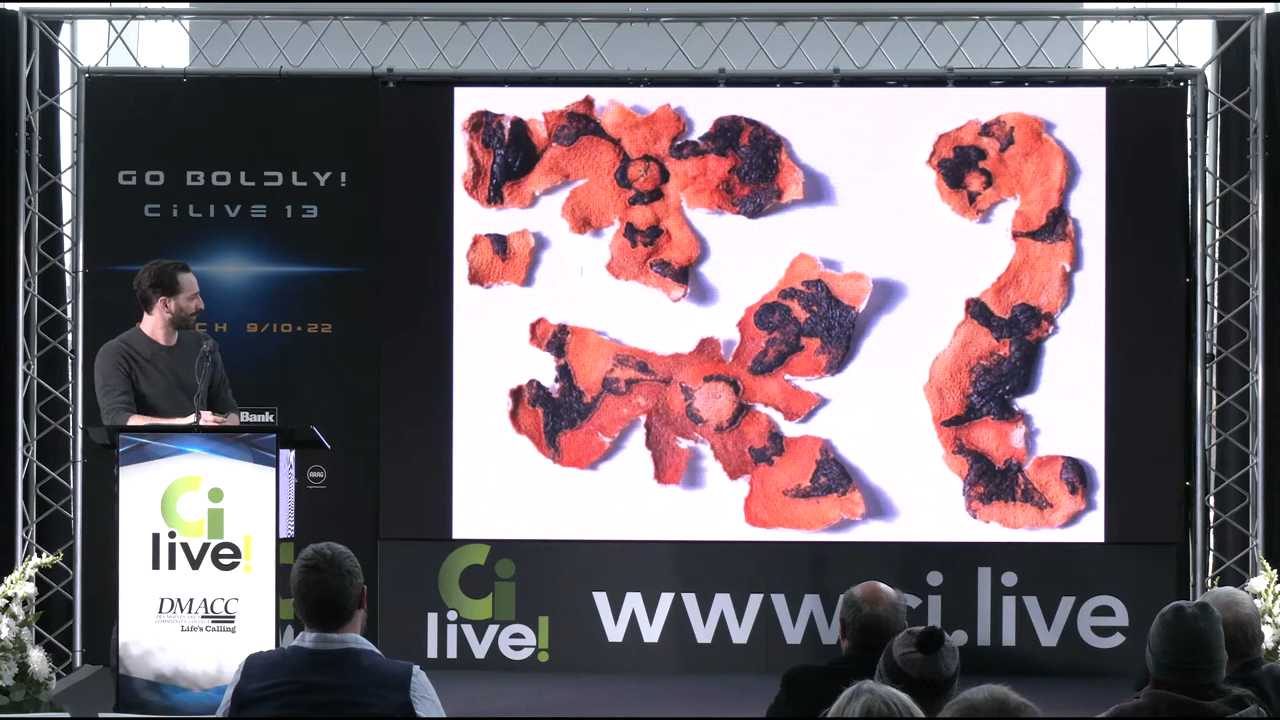 GO BOLDLY!
CiLIVE 13
CH 9/10•22
Bank
ARAG
Ci
live!
DMACC
Life's Calling
Ci
live!
www.ci.live